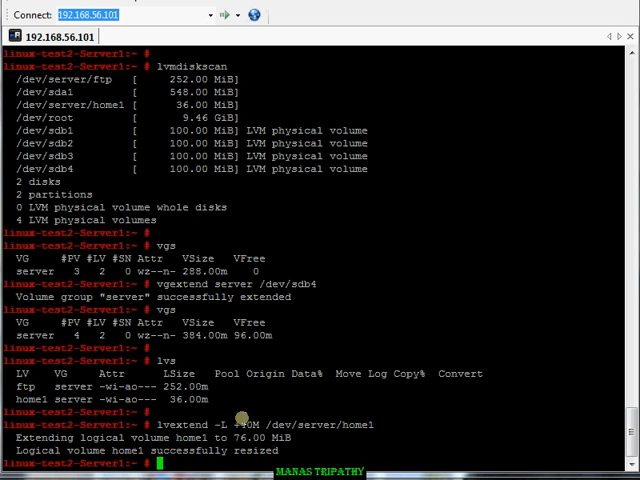 Connect: 192.168.56.101
192.168.56.101
linux-test2-Server1:~ #
linux-test2-Server1:~ # lvmdiskscan
/dev/server/ftp [ 252.00 MiB]
/dev/sda1 [ 548.00 MiB]
/dev/server/home1 [ 36.00 MiB]
/dev/root [ 9.46 GiB]
/dev/sdb1 [ 100.00 MiB] LVM physical volume
/dev/sdb2 [ 100.00 MiB] LVM physical volume
/dev/sdb3 [ 100.00 MiB] LVM physical volume
/dev/sdb4 [ 100.00 MiB] LVM physical volume
2 disks
2 partitions
0 LVM physical volume whole disks
4 LVM physical volumes
linux-test2-Server1:~ #
linux-test2-Server1:~ # vgs
VG #PV #LV #SN Attr VSize VFree
server 3 2 0 wz--n- 288.00m 0
linux-test2-Server1:~ # vgextend server /dev/sdb4
Volume group "server" successfully extended
linux-test2-Server1:~ # vgs
VG #PV #LV #SN Attr VSize VFree
server 4 2 0 wz--n- 384.00m 96.00m
linux-test2-Server1:~ #
linux-test2-Server1:~ # lvs
LV VG Attr LSize Pool Origin Data% Move Log Copy% Convert
ftp server -wi-ao--- 252.00m
home1 server -wi-ao--- 36.00m
linux-test2-Server1:~ #
linux-test2-Server1:~ # lvextend -L +40M /dev/server/home1
Extending logical volume home1 to 76.00 MiB
Logical volume home1 successfully resized
linux-test2-Server1:~ #
MANAS TRIPATHY